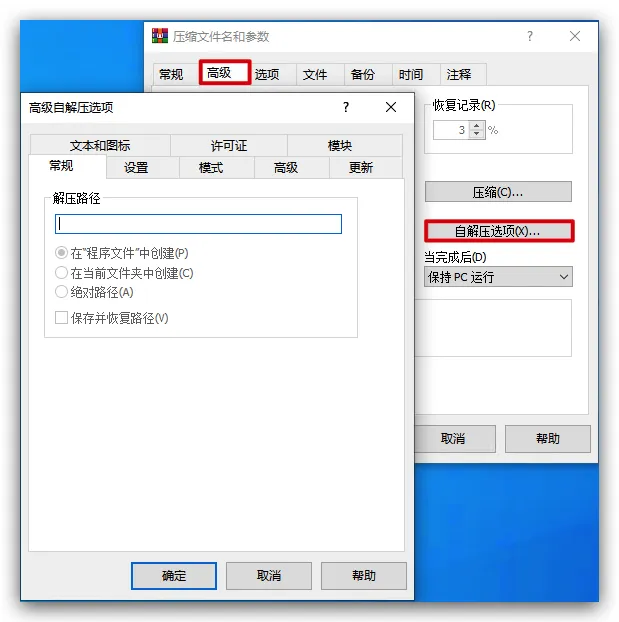 压缩文件名和参数
常规 高级 选项 文件 备份 时间 注释
恢复记录(R)
3 %
压缩(C)...
自解压选项(X)...
当完成后(D)
保持 PC 运行
取消 帮助
高级自解压选项
文本和图标 许可证 模块
常规 设置 模式 高级 更新
解压路径
在“程序文件”中创建(P)
在当前文件夹中创建(C)
绝对路径(A)
保存并恢复路径(V)
确定 取消 帮助